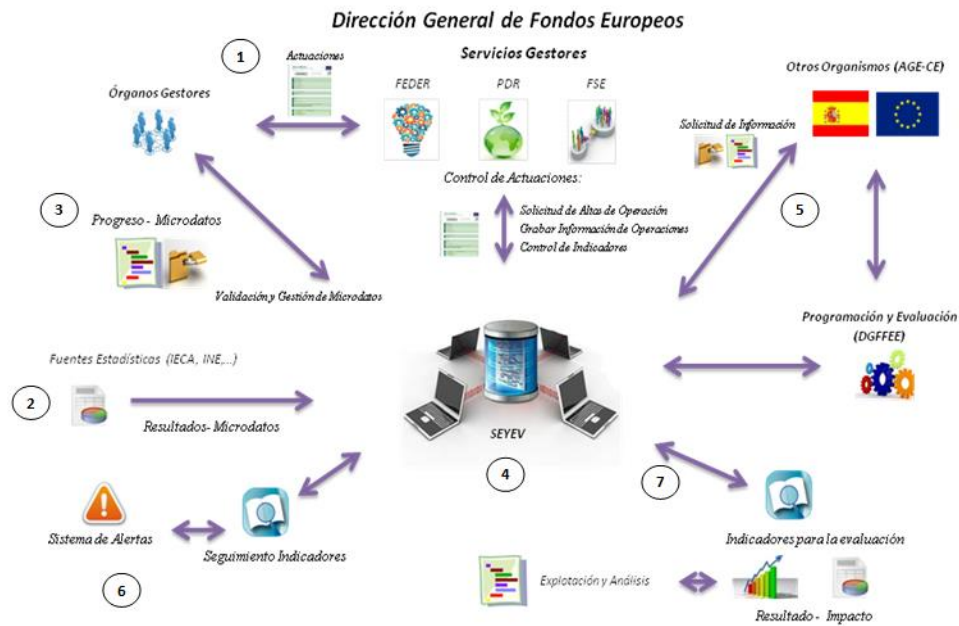 Dirección General de Fondos Europeos
1
Actuaciones
Servicios Gestores
Otros Organismos (AGE-CE)
Órganos Gestores
FEDER
PDR
FSE
Solicitud de Información
Control de Actuaciones:
3
Progreso - Microdatos
Solicitud de Altas de Operación
Grabar Información de Operaciones
Control de Indicadores
5
Validación y Gestión de Microdatos
Programación y Evaluación
(DGFFEE)
Fuentes Estadísticas (IECA, INE,...)
2
Resultados- Microdatos
SEYEV
4
7
Sistema de Alertas
Seguimiento Indicadores
Indicadores para la evaluación
6
Explotación y Análisis
Resultado - Impacto